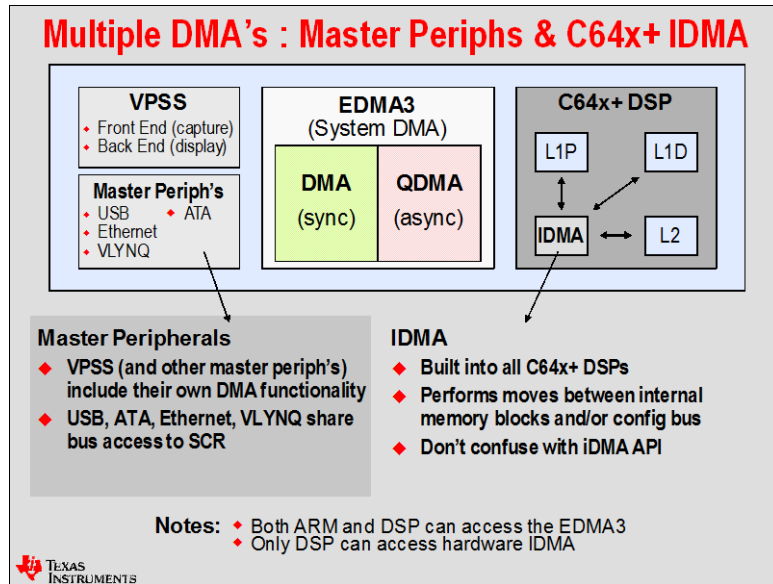 Multiple DMA's : Master Periphs & C64x+ IDMA
VPSS
Front End (capture)
Back End (display)
Master Periph's
USB
ATA
Ethernet
VLYNQ
EDMA3
(System DMA)
DMA
(sync)
QDMA
(async)
C64x+ DSP
L1P
L1D
IDMA
L2
Master Peripherals
VPSS (and other master periph's)
include their own DMA functionality
USB, ATA, Ethernet, VLYNQ share
bus access to SCR
IDMA
Built into all C64x+ DSPs
Performs moves between internal
memory blocks and/or config bus
Don't confuse with iDMA API
Notes:
Both ARM and DSP can access the EDMA3
Only DSP can access hardware IDMA
TEXAS
INSTRUMENTS